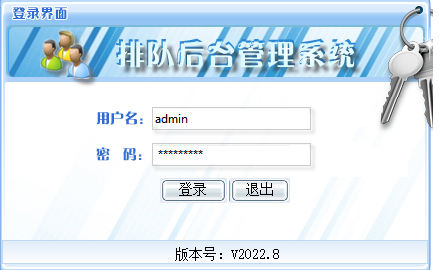 登录界面
排队后台管理系统
用户名: admin
密 码: *********
登录 退出
版本号: V2022.8